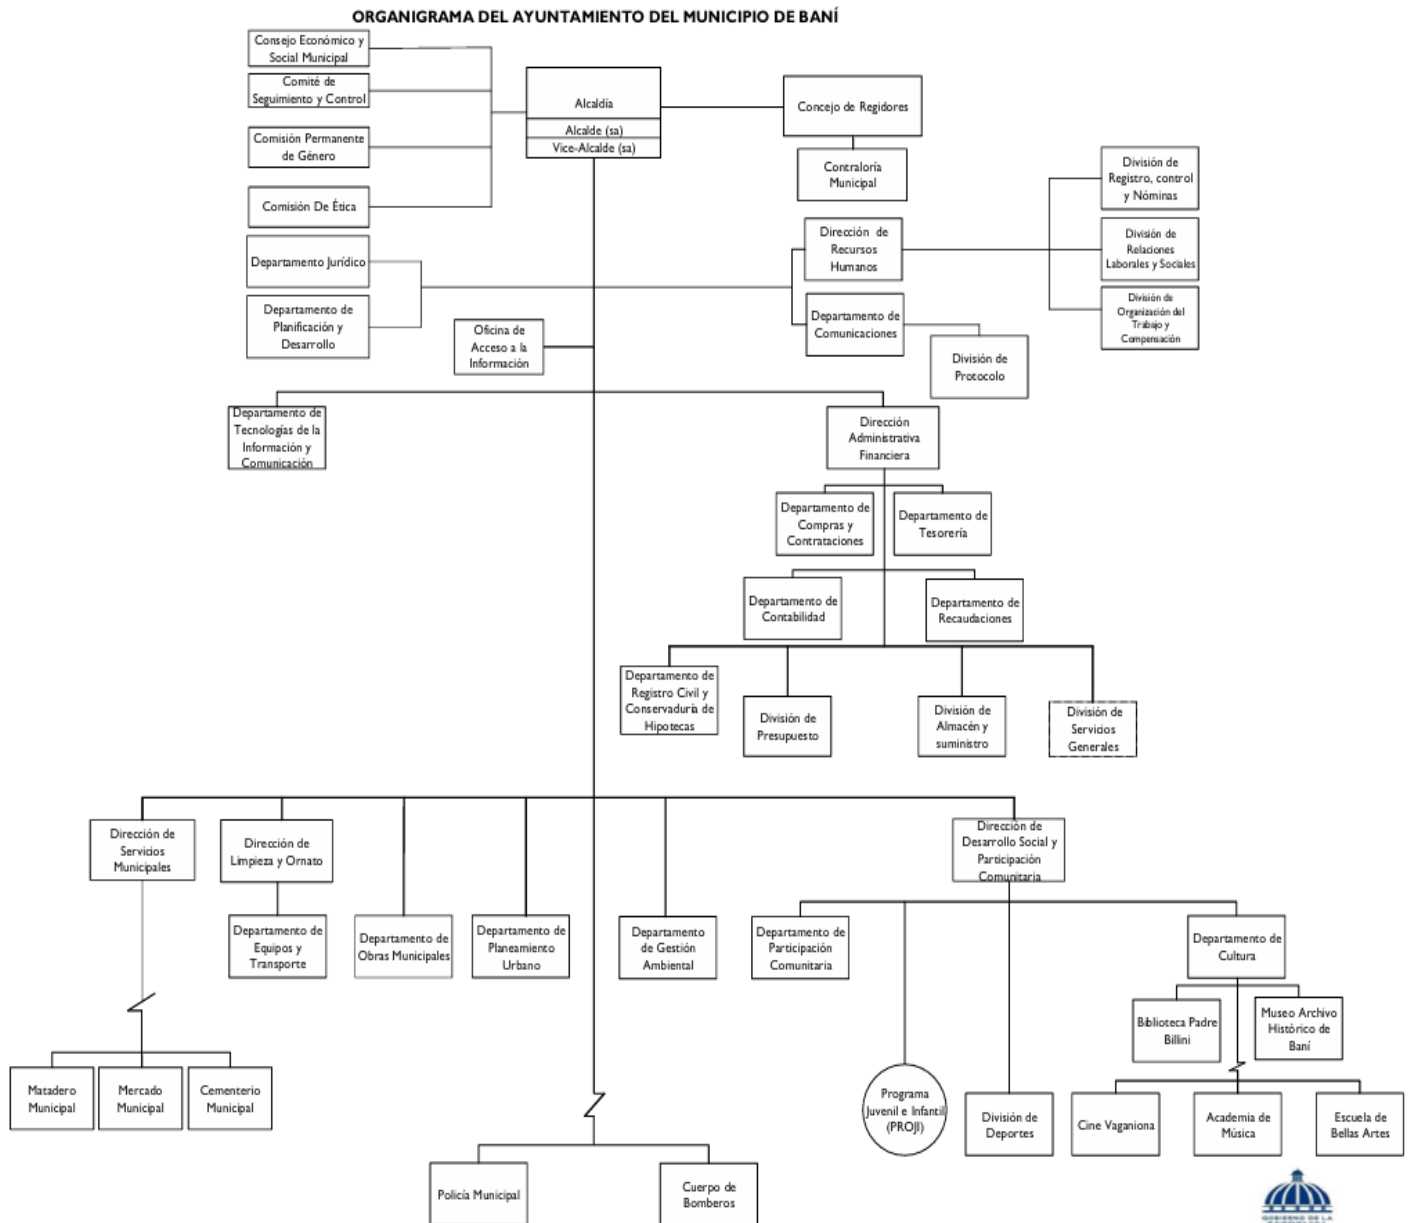 ORGANIGRAMA DEL AYUNTAMIENTO DEL MUNICIPIO DE BANÍ
Consejo Económico y
Social Municipal
Comité de
Seguimiento y Control
Comisión Permanente
de Género
Comisión De Ética
Alcaldía
Alcalde (sa)
Vice-Alcalde (sa)
Concejo de Regidores
Contraloría
Municipal
Departamento Jurídico
Departamento de
Planificación y
Desarrollo
Oficina de
Acceso a la
Información
Dirección de
Recursos
Humanos
Departamento de
Comunicaciones
División de
Protocolo
División de
Registro, control
y Nóminas
División de
Relaciones
Laborales y Sociales
División de
Organización del
Trabajo y
Compensación
Departamento de
Tecnologías de la
Información y
Comunicación
Dirección
Administrativa
Financiera
Departamento de
Compras y
Contrataciones
Departamento de
Tesorería
Departamento de
Contabilidad
Departamento de
Recaudaciones
Departamento de
Registro Civil y
Conservaduría de
Hipotecas
División de
Presupuesto
División de
Almacén y
suministro
División de
Servicios
Generales
Dirección de
Servicios
Municipales
Dirección de
Limpieza y Ornato
Departamento de
Equipos y
Transporte
Departamento de
Obras Municipales
Departamento de
Planeamiento
Urbano
Departamento
de Gestión
Ambiental
Dirección de
Desarrollo Social y
Participación
Comunitaria
Departamento de
Participación
Comunitaria
Departamento de
Cultura
Biblioteca Padre
Billini
Museo Archivo
Histórico de
Baní
Matadero
Municipal
Mercado
Municipal
Cementerio
Municipal
Programa
Juvenil e Infantil
(PROJI)
División de
Deportes
Cine Vaganiona
Academia de
Música
Escuela de
Bellas Artes
Policía Municipal
Cuerpo de
Bomberos
GOBIERNO DE LA